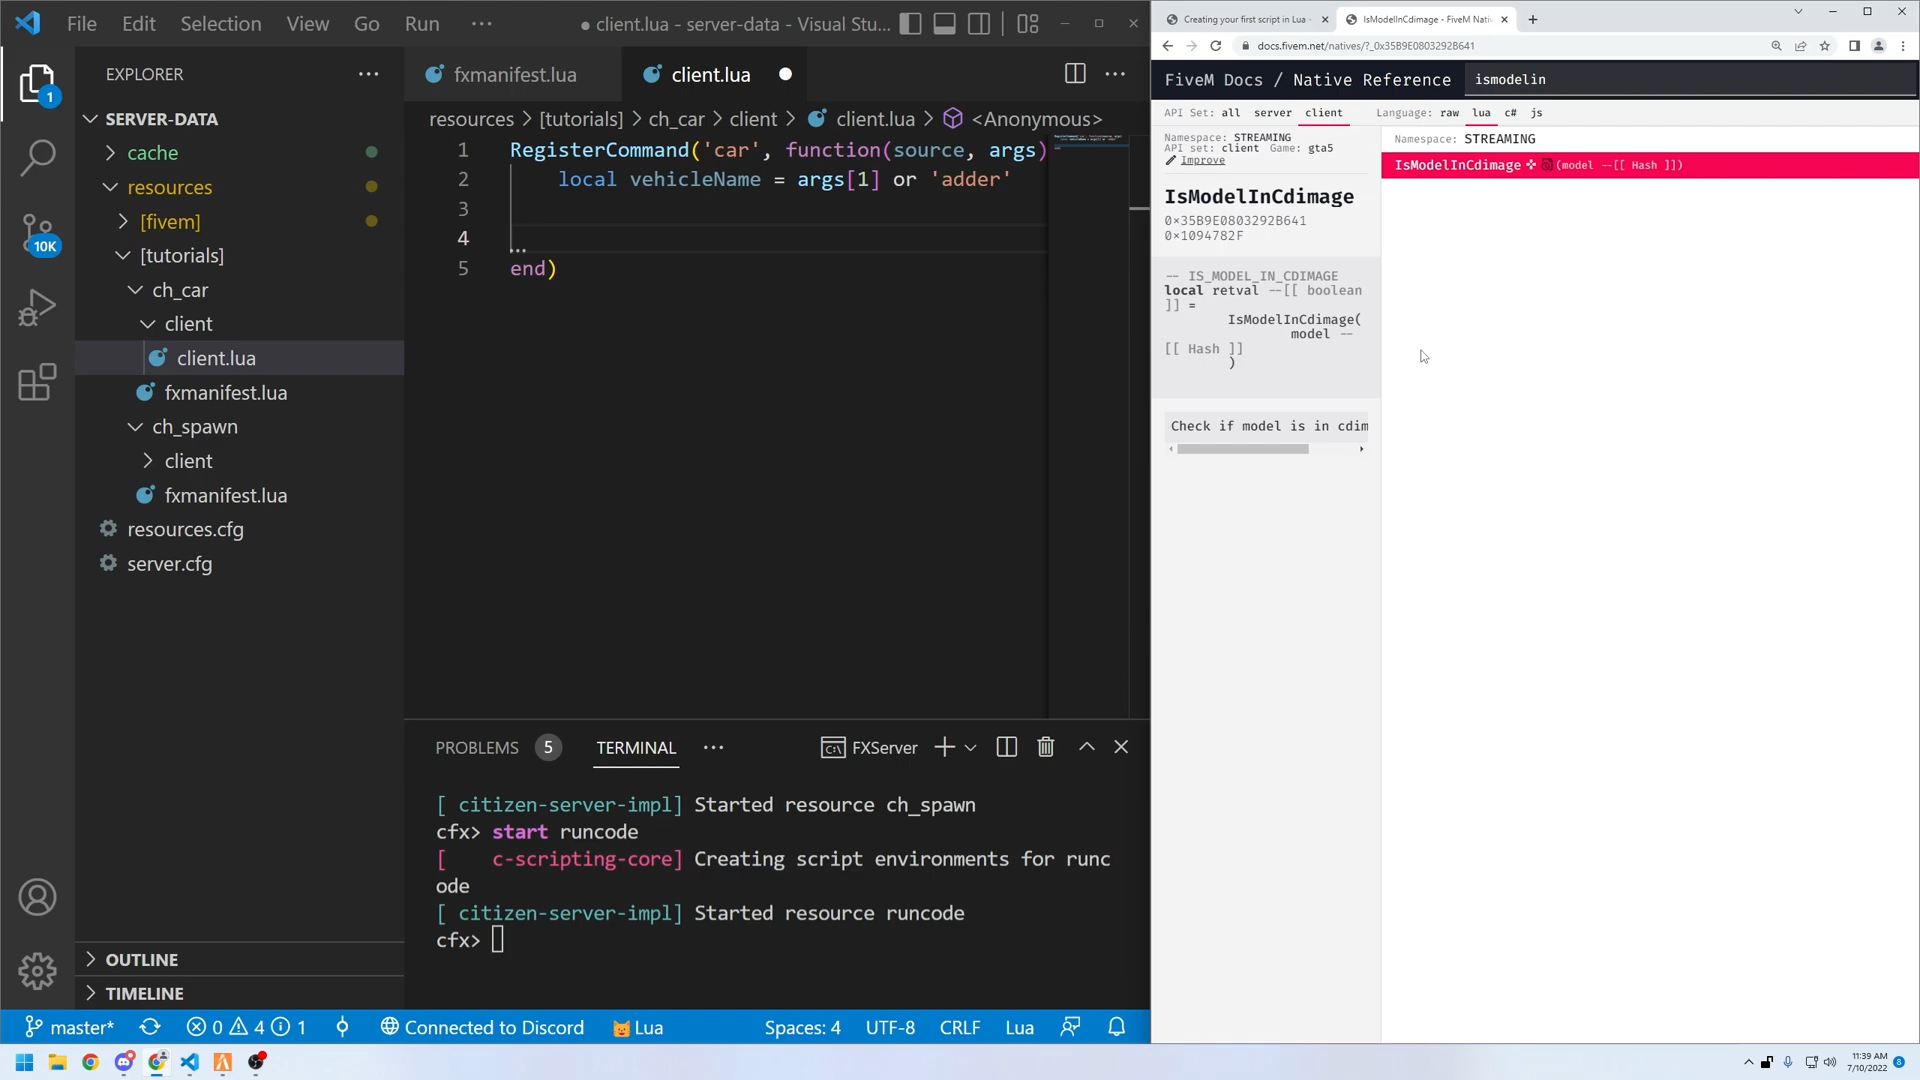 File Edit Selection View Go Run ··· ● client.lua - server-data - Visual Stu...
EXPLORER ···
1
SERVER-DATA
cache
resources
[fivem]
[tutorials]
ch_car
client
client.lua
fxmanifest.lua
ch_spawn
client
fxmanifest.lua
resources.cfg
server.cfg
10K
OUTLINE
TIMELINE
fxmanifest.lua client.lua
resources > [tutorials] > ch_car > client > client.lua > <Anonymous>
1 RegisterCommand('car', function(source, args)
2 local vehicleName = args[1] or 'adder'
3
4
5 end)
PROBLEMS 5 TERMINAL ··· FXServer
[ citizen-server-impl] Started resource ch_spawn
cfx> start runcode
[ c-scripting-core] Creating script environments for runc
ode
[ citizen-server-impl] Started resource runcode
cfx>
master* 0 4 1 Connected to Discord Lua Spaces: 4 UTF-8 CRLF Lua
Creating your first script in Lua - IsModelInCdimage - FiveM Nati
docs.fivem.net/natives/?_0x35B9E0803292B641
FiveM Docs / Native Reference ismodelin
API Set: all server client Language: raw lua c# js
Namespace: STREAMING
API set: client Game: gta5
Improve
IsModelInCdimage
0x35B9E0803292B641
0x1094782F
-- IS_MODEL_IN_CDIMAGE
local retval --[[ boolean
]] =
IsModelInCdimage(
model --
[[ Hash ]]
)
Check if model is in cdim
Namespace: STREAMING
IsModelInCdimage (model --[[ Hash ]])
11:39 AM
7/10/2022
8